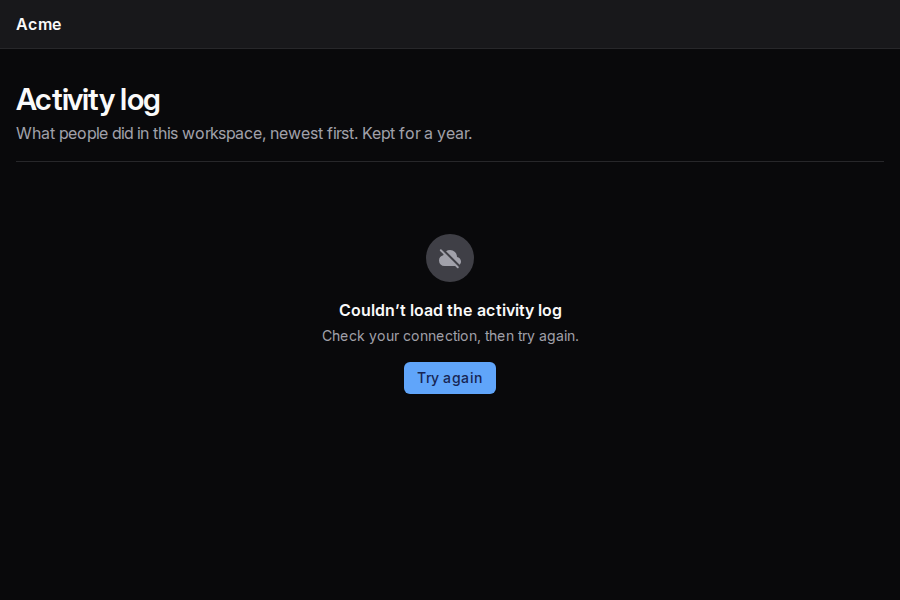 Acme
Activity log
What people did in this workspace, newest first. Kept for a year.
Couldn’t load the activity log
Check your connection, then try again.
Try again